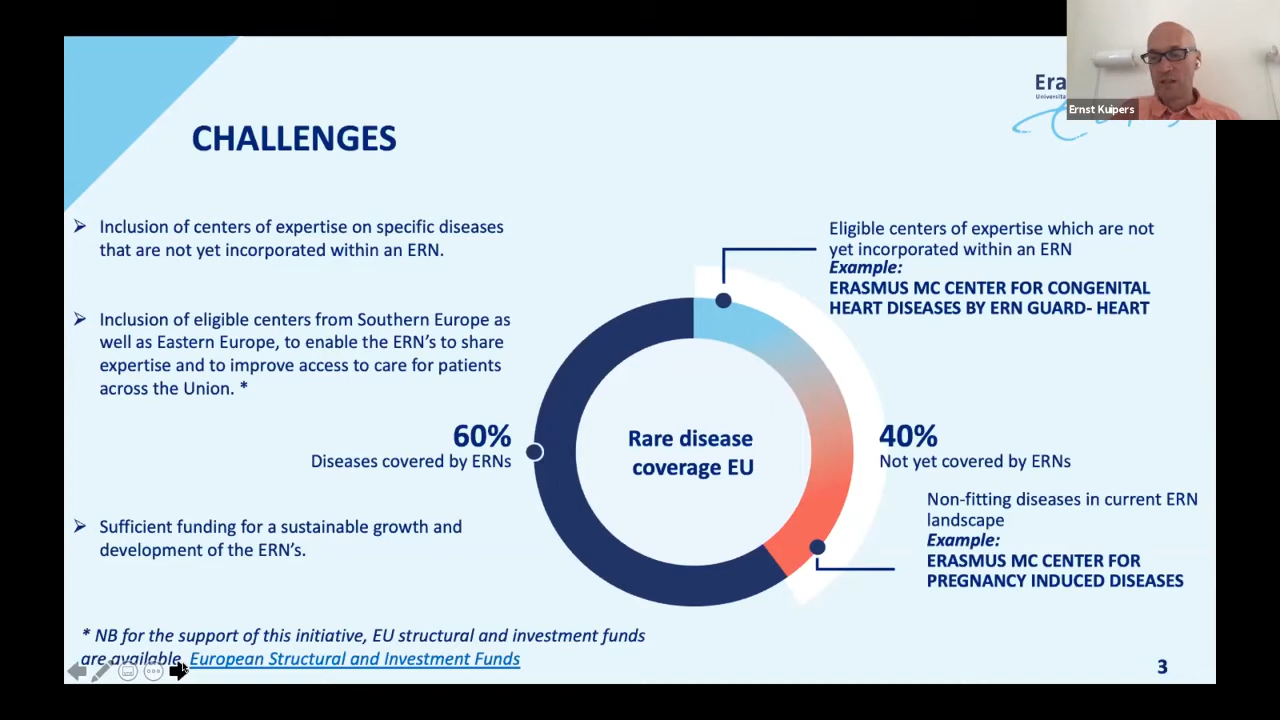 Ernst Kuipers
Era
CHALLENGES
➢ Inclusion of centers of expertise on specific diseases
that are not yet incorporated within an ERN.
➢ Inclusion of eligible centers from Southern Europe as
well as Eastern Europe, to enable the ERN’s to share
expertise and to improve access to care for patients
across the Union. *
60%
Diseases covered by ERNs
➢ Sufficient funding for a sustainable growth and
development of the ERN’s.
Rare disease
coverage EU
Eligible centers of expertise which are not
yet incorporated within an ERN
Example:
ERASMUS MC CENTER FOR CONGENITAL
HEART DISEASES BY ERN GUARD- HEART
40%
Not yet covered by ERNs
Non-fitting diseases in current ERN
landscape
Example:
ERASMUS MC CENTER FOR
PREGNANCY INDUCED DISEASES
* NB for the support of this initiative, EU structural and investment funds
are available. European Structural and Investment Funds
3